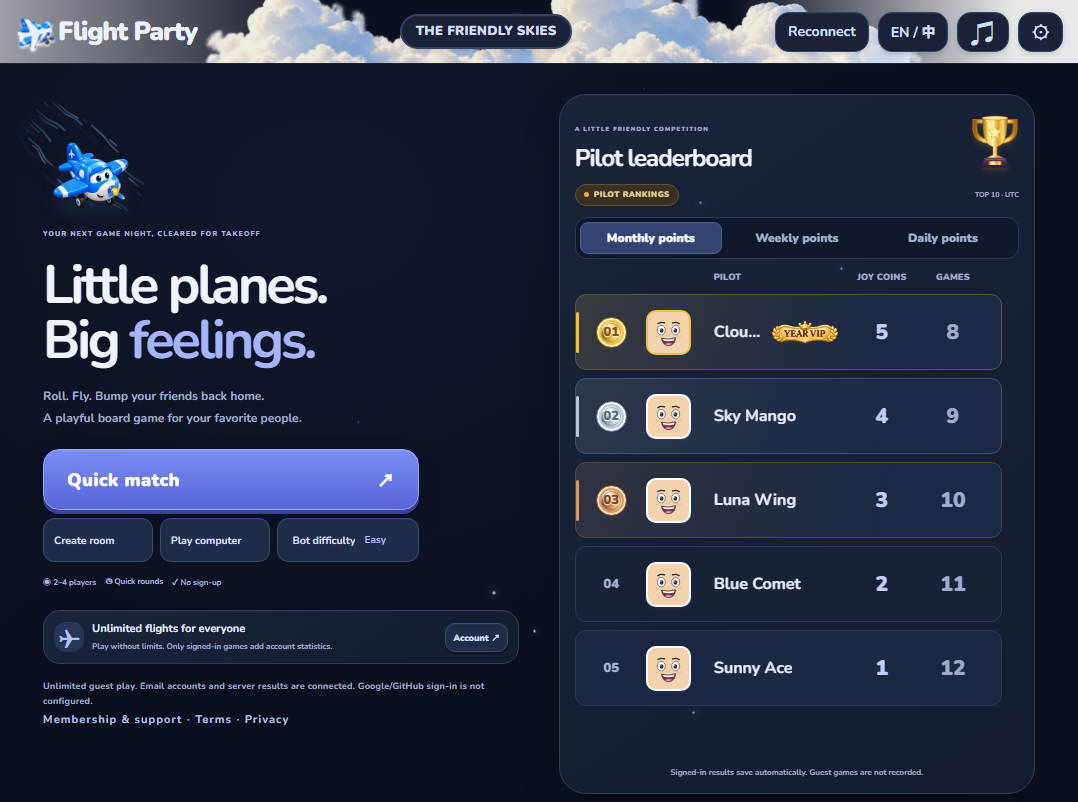 Flight Party
THE FRIENDLY SKIES
Reconnect
EN / 中
YOUR NEXT GAME NIGHT, CLEARED FOR TAKEOFF
Little planes.
Big feelings.
Roll. Fly. Bump your friends back home.
A playful board game for your favorite people.
Quick match ↗
Create room
Play computer
Bot difficulty Easy
2–4 players
Quick rounds
✓ No sign-up
Unlimited flights for everyone
Play without limits. Only signed-in games add account statistics.
Account ↗
Unlimited guest play. Email accounts and server results are connected. Google/GitHub sign-in is not
configured.
Membership & support · Terms · Privacy
A LITTLE FRIENDLY COMPETITION
Pilot leaderboard
PILOT RANKINGS
TOP 10 · UTC
Monthly points
Weekly points
Daily points
PILOT JOY COINS GAMES
01 Clou... YEAR VIP 5 8
02 Sky Mango 4 9
03 Luna Wing 3 10
04 Blue Comet 2 11
05 Sunny Ace 1 12
Signed-in results save automatically. Guest games are not recorded.